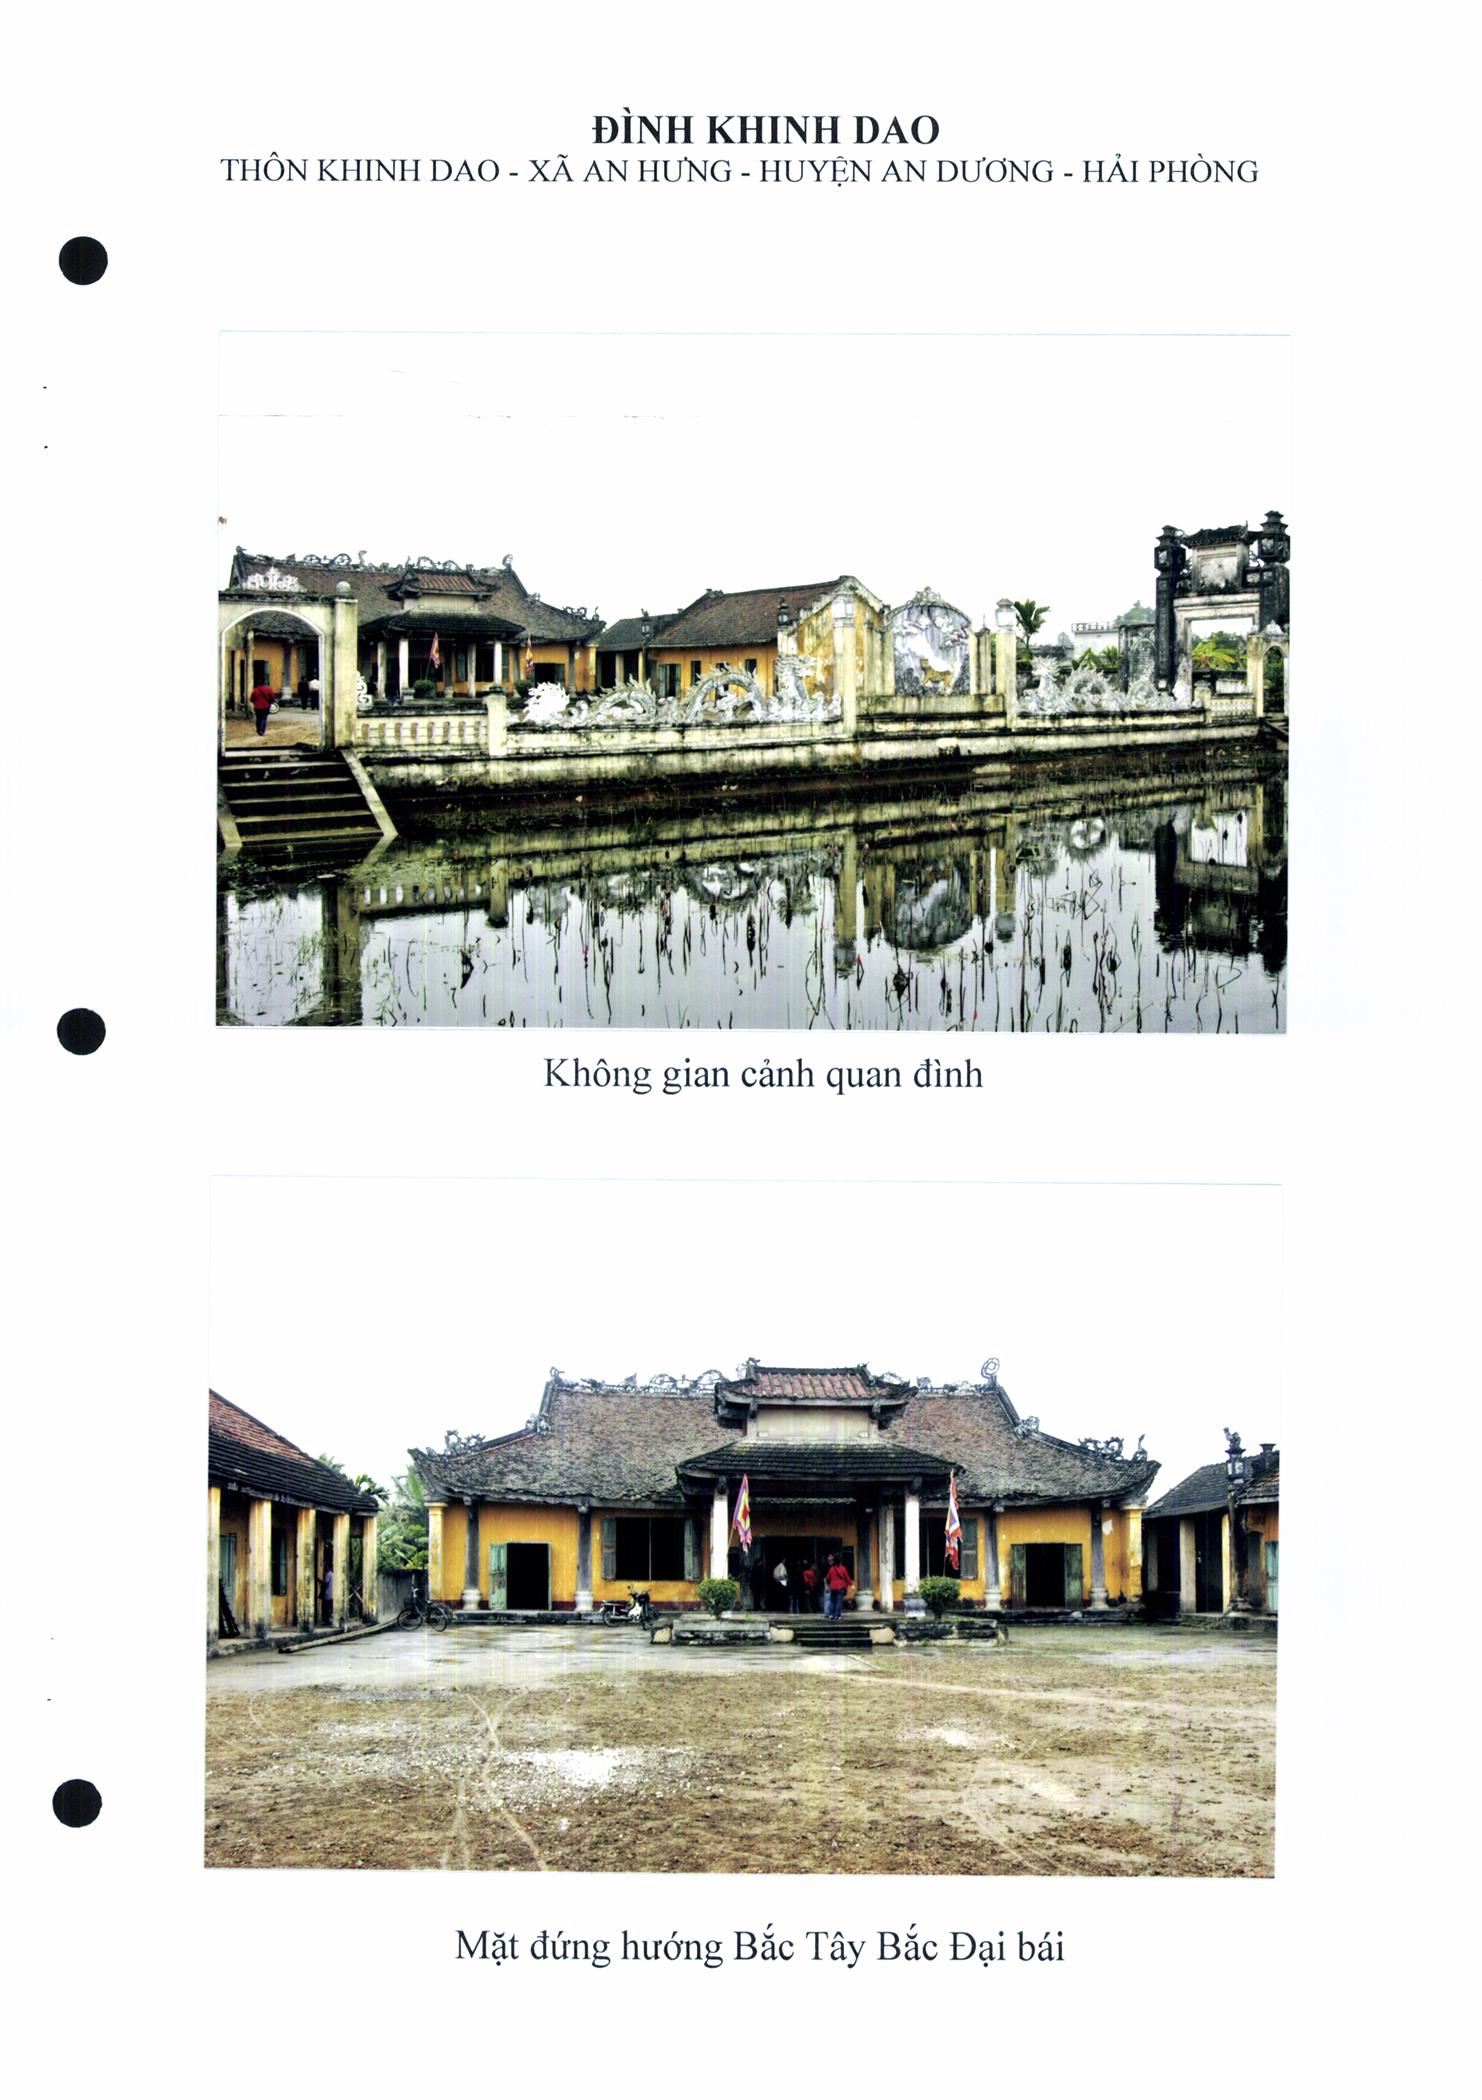 ĐÌNH KHINH DAO
THÔN KHINH DAO - XÃ AN HƯNG - HUYỆN AN DƯƠNG - HẢI PHÒNG
Không gian cảnh quan đình
Mặt đứng hướng Bắc Tây Bắc Đại bái